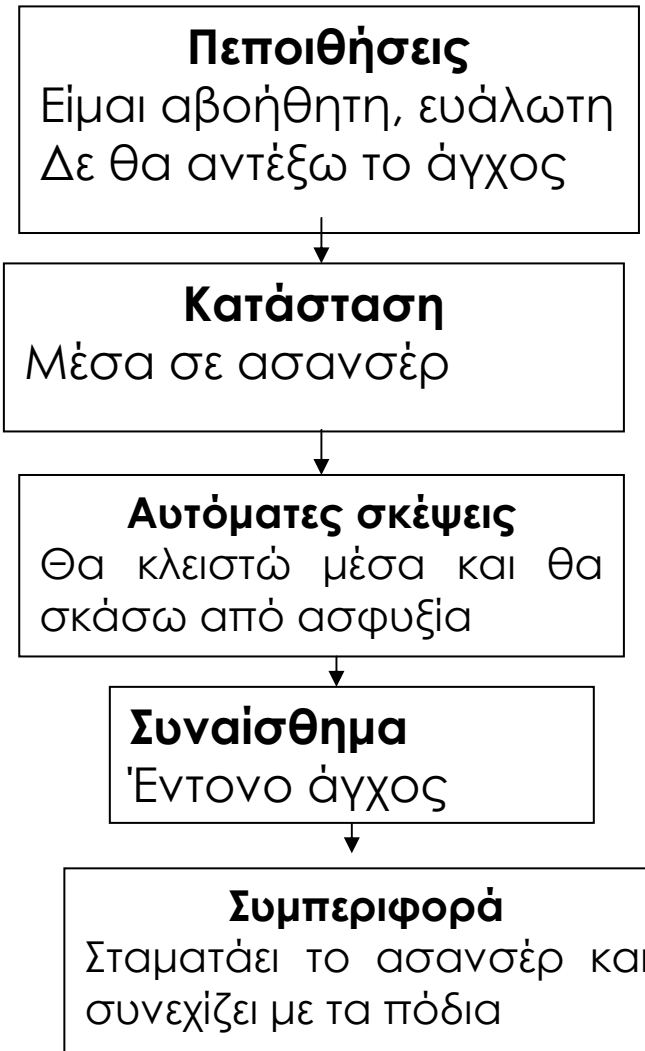 Πεποιθήσεις
Είμαι αβοήθητη, ευάλωτη
Δε θα αντέξω το άγχος
Κατάσταση
Μέσα σε ασανσέρ
Αυτόματες σκέψεις
Θα κλειστώ μέσα και θα
σκάσω από ασφυξία
Συναίσθημα
Έντονο άγχος
Συμπεριφορά
Σταματάει το ασανσέρ και
συνεχίζει με τα πόδια